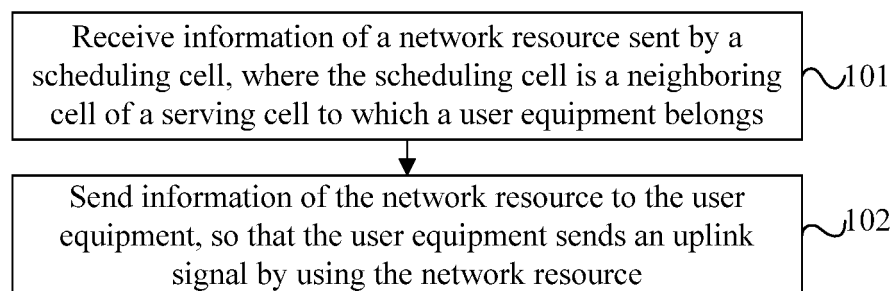 Receive information of a network resource sent by a
scheduling cell, where the scheduling cell is a neighboring
cell of a serving cell to which a user equipment belongs
101
Send information of the network resource to the user
equipment, so that the user equipment sends an uplink
signal by using the network resource
102